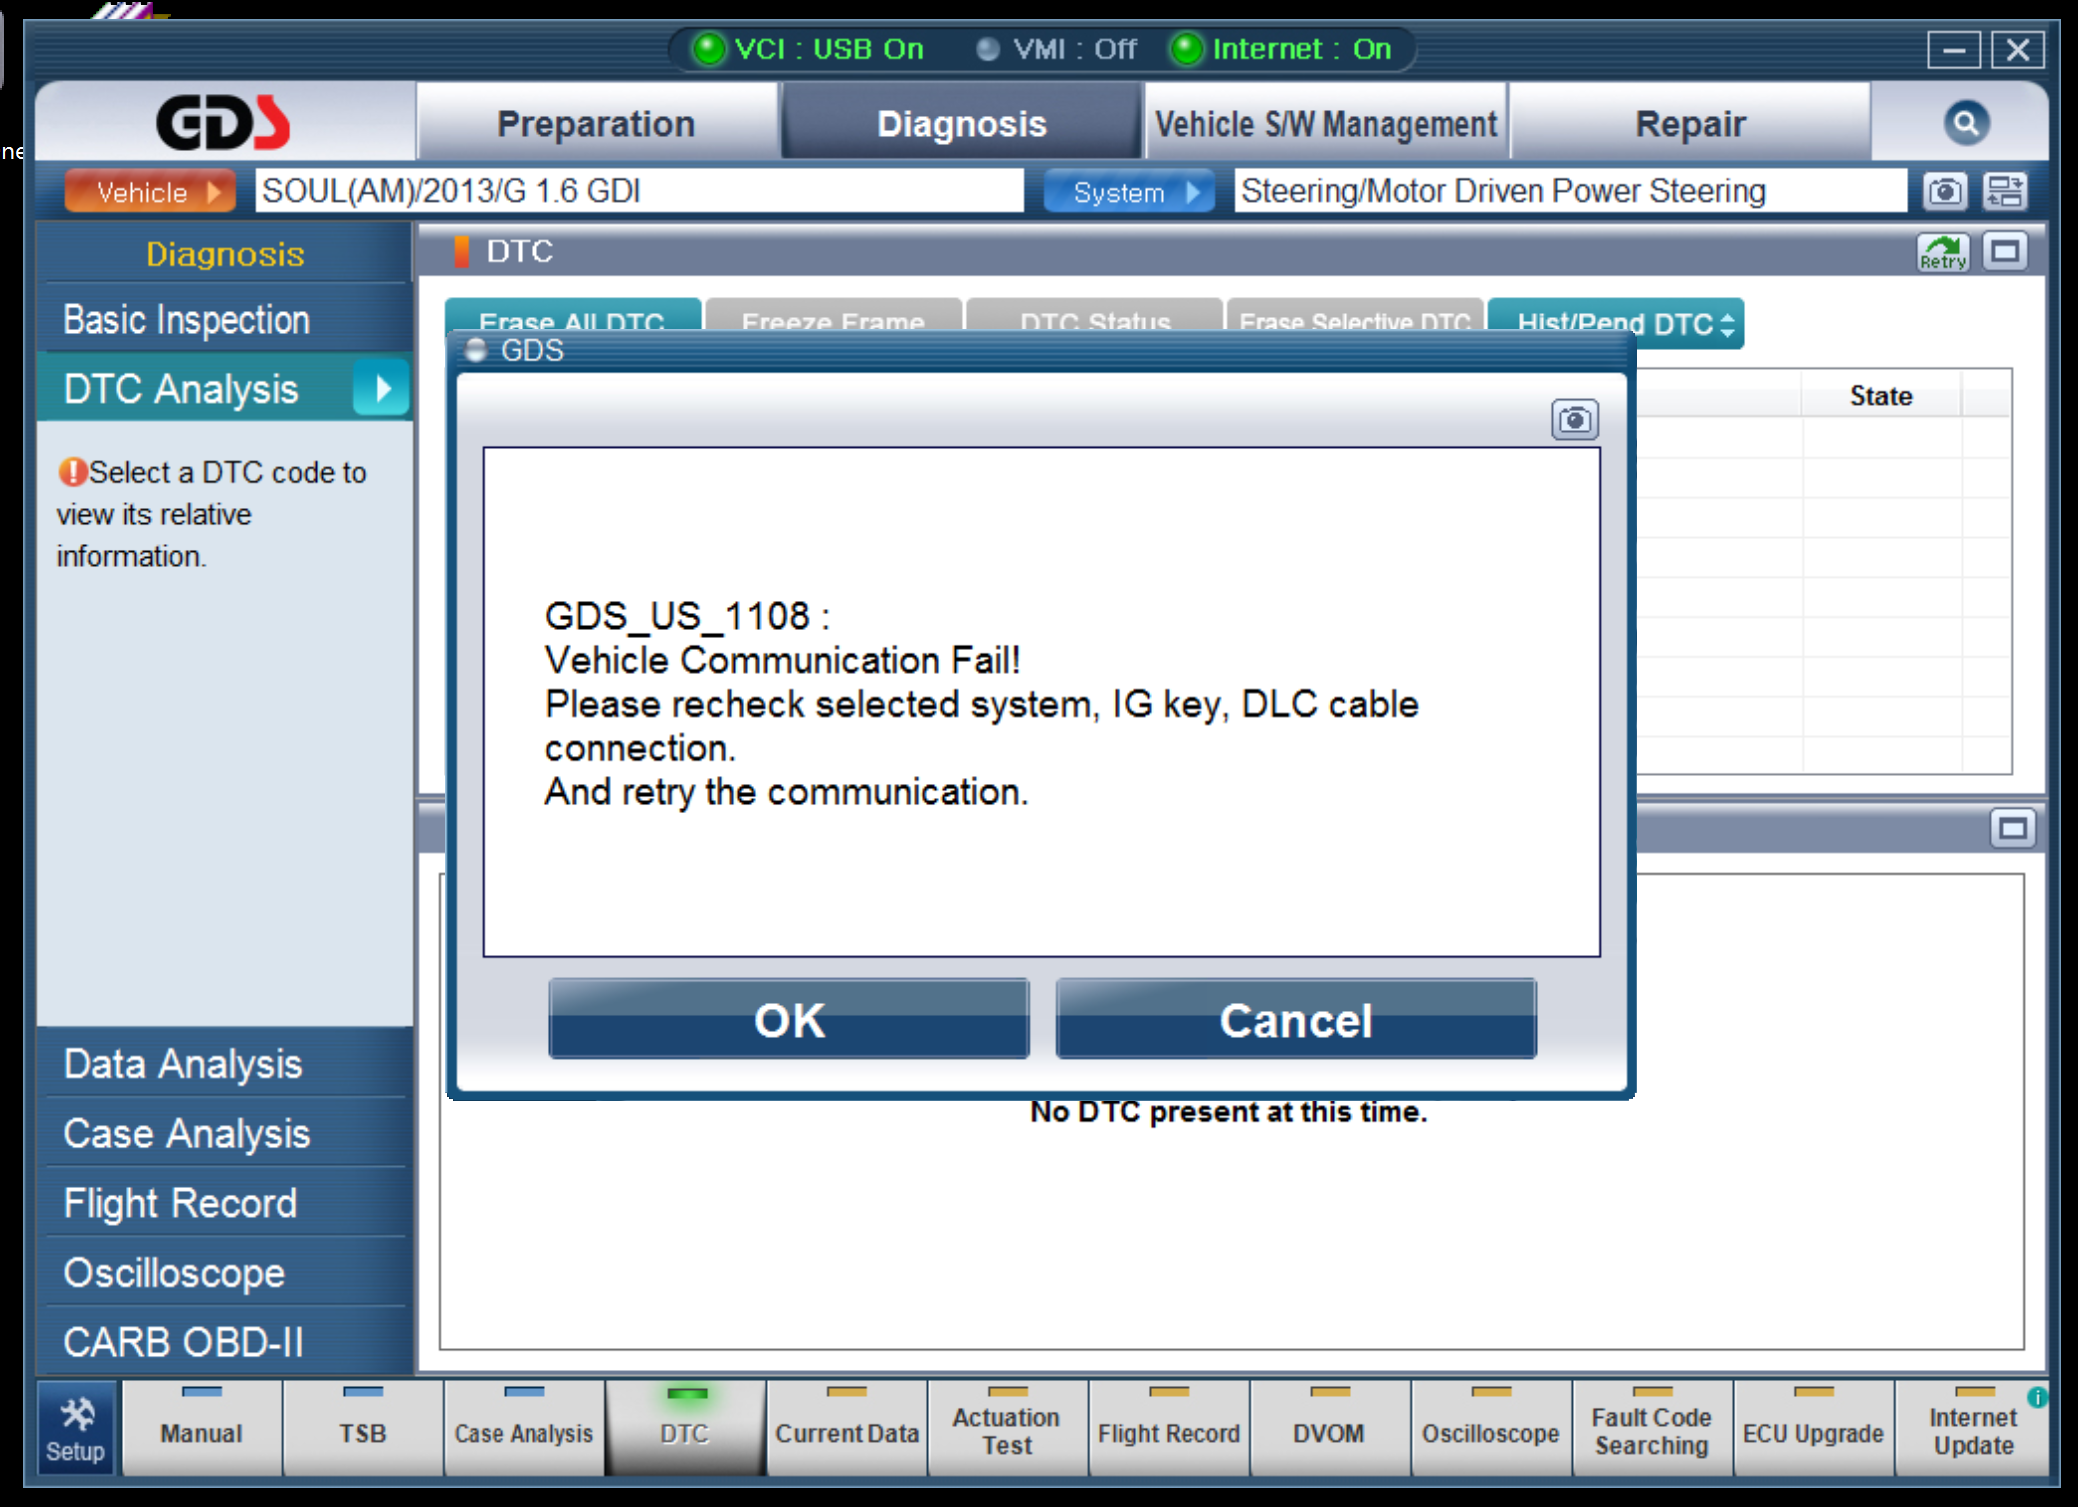 ne
VCI : USB On
VMI : Off
Internet : On
GDS
Preparation
Diagnosis
Vehicle S/W Management
Repair
Vehicle
SOUL(AM)/2013/G 1.6 GDI
System
Steering/Motor Driven Power Steering
Diagnosis
Basic Inspection
DTC Analysis
Select a DTC code to
view its relative
information.
Data Analysis
Case Analysis
Flight Record
Oscilloscope
CARB OBD-II
DTC
Retry
Erase All DTC
Freeze Frame
DTC Status
Erase Selective DTC
Hist/Pend DTC
State
GDS
GDS_US_1108 :
Vehicle Communication Fail!
Please recheck selected system, IG key, DLC cable
connection.
And retry the communication.
OK
Cancel
No DTC present at this time.
Setup
Manual
TSB
Case Analysis
DTC
Current Data
Actuation
Test
Flight Record
DVOM
Oscilloscope
Fault Code
Searching
ECU Upgrade
Internet
Update
i